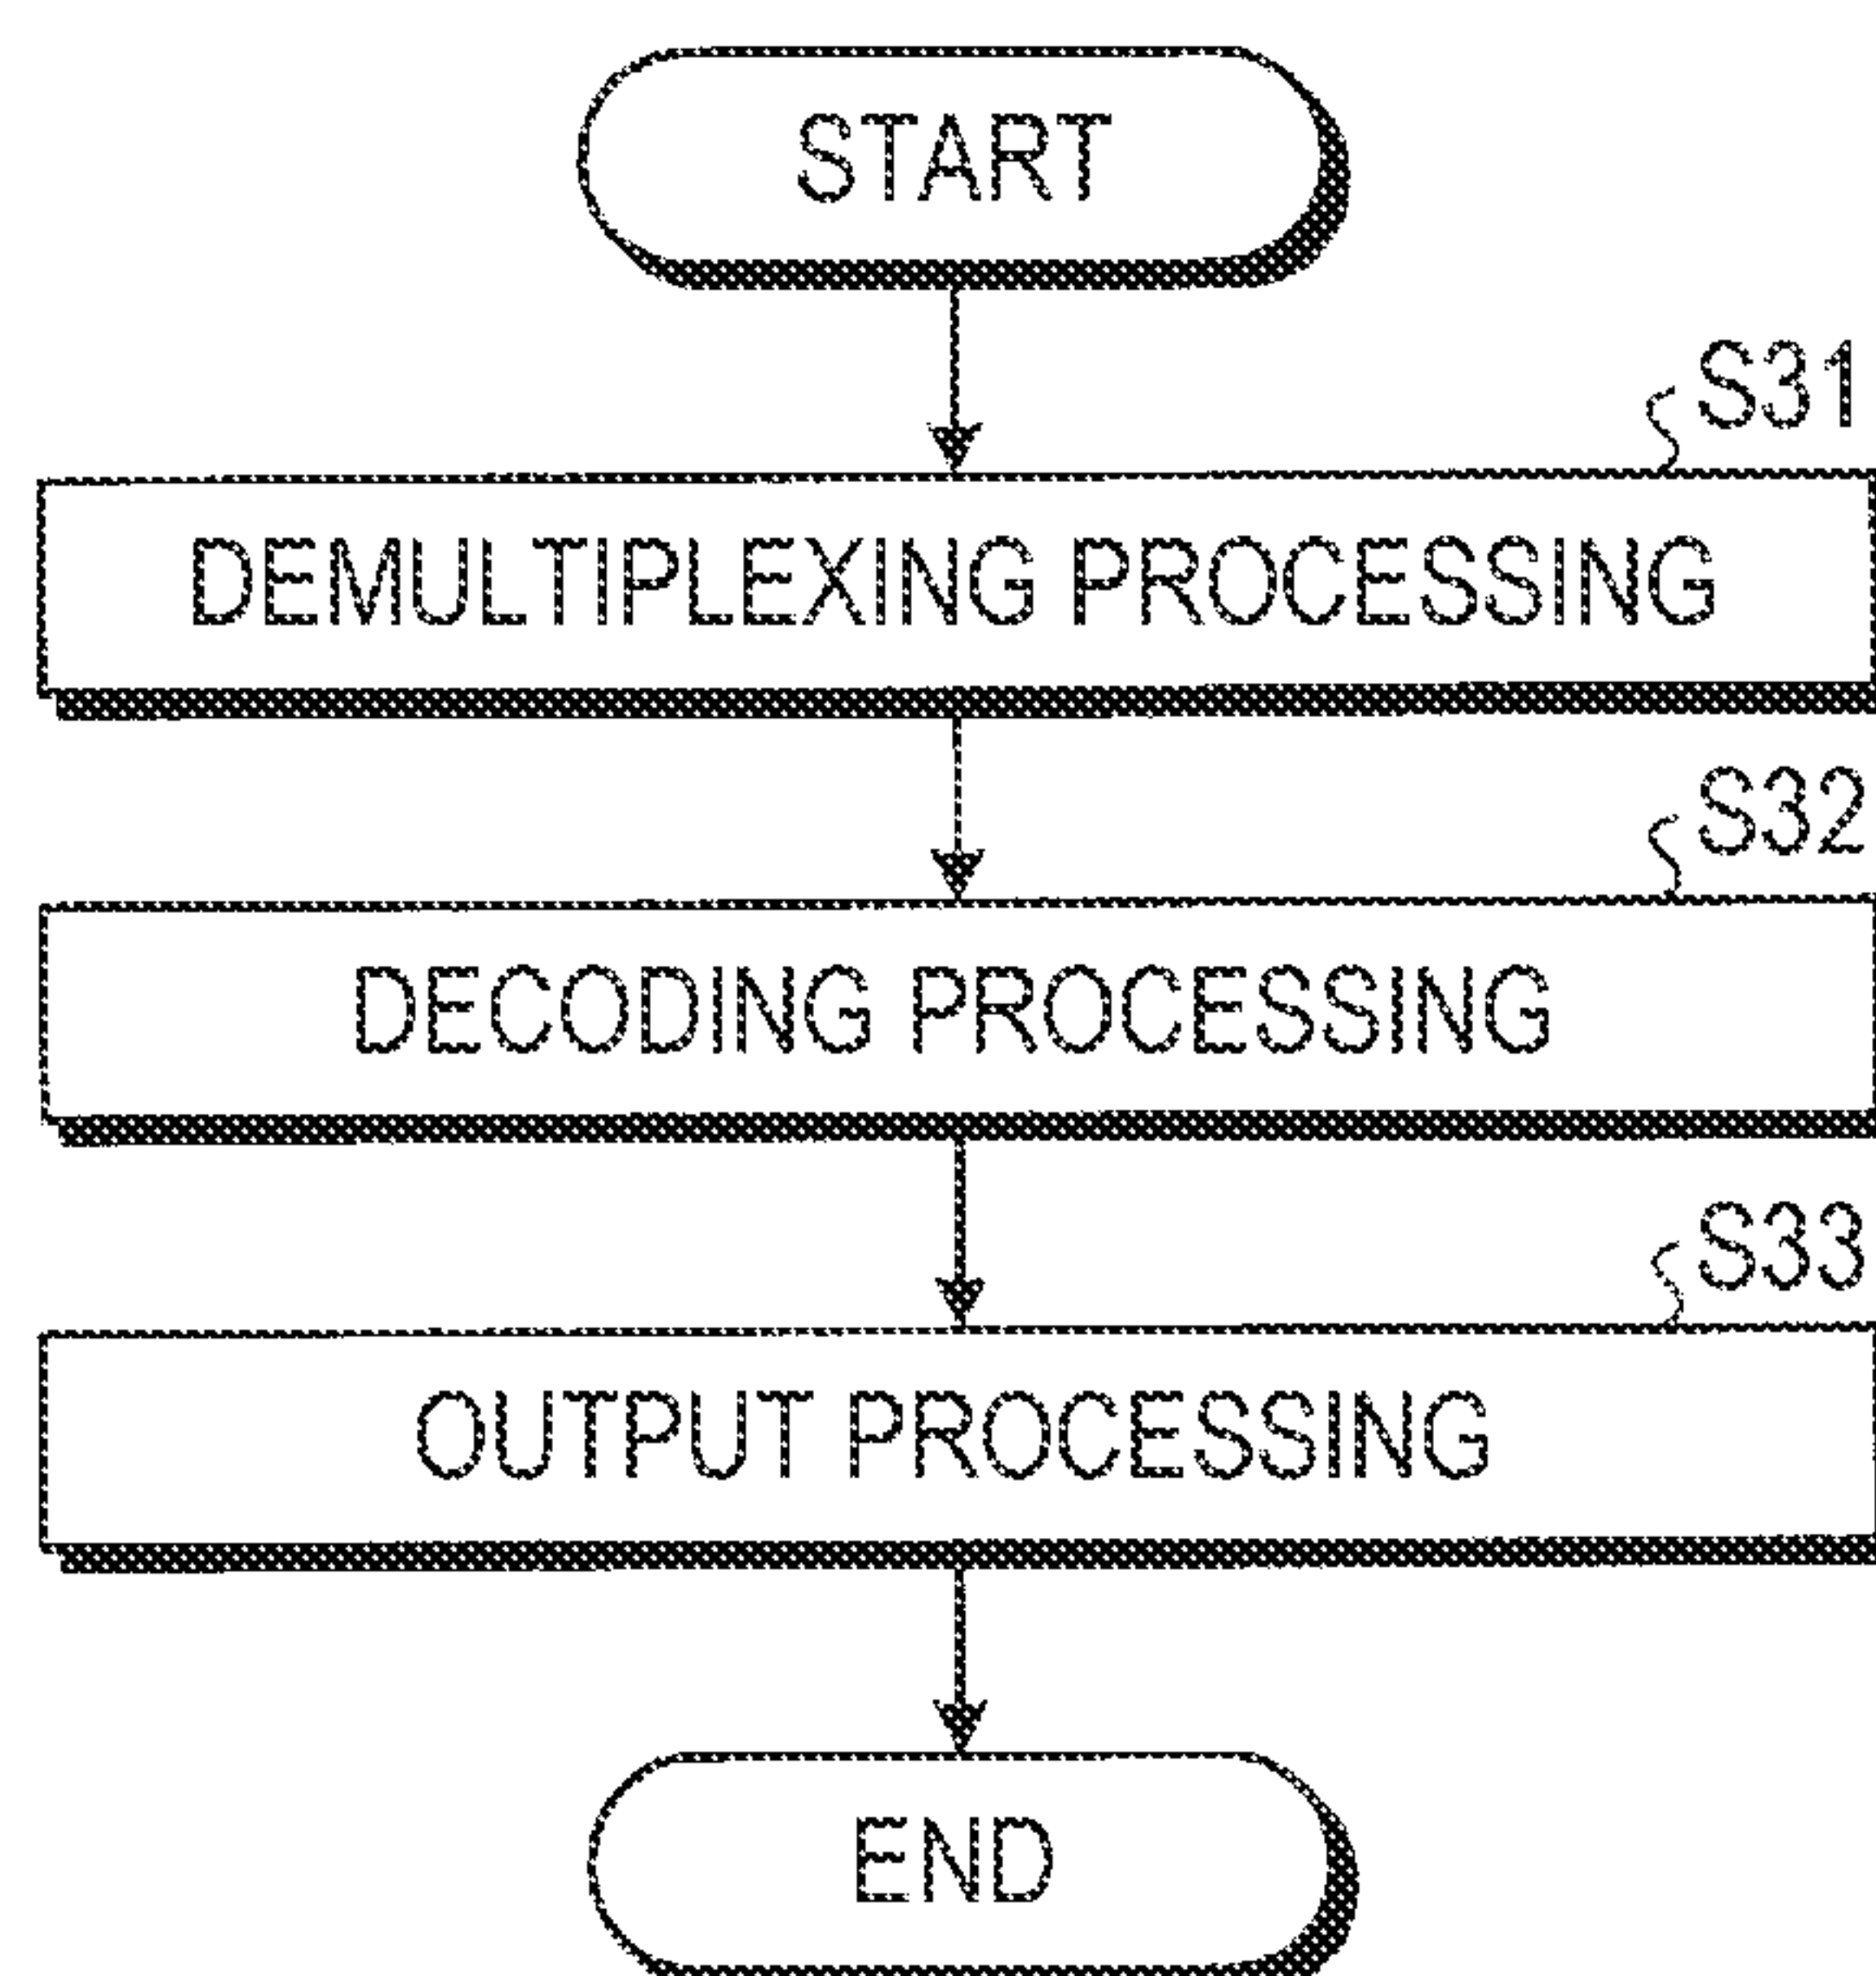 START
S31
DEMULTIPLEXING PROCESSING
S32
DECODING PROCESSING
S33
OUTPUT PROCESSING
END